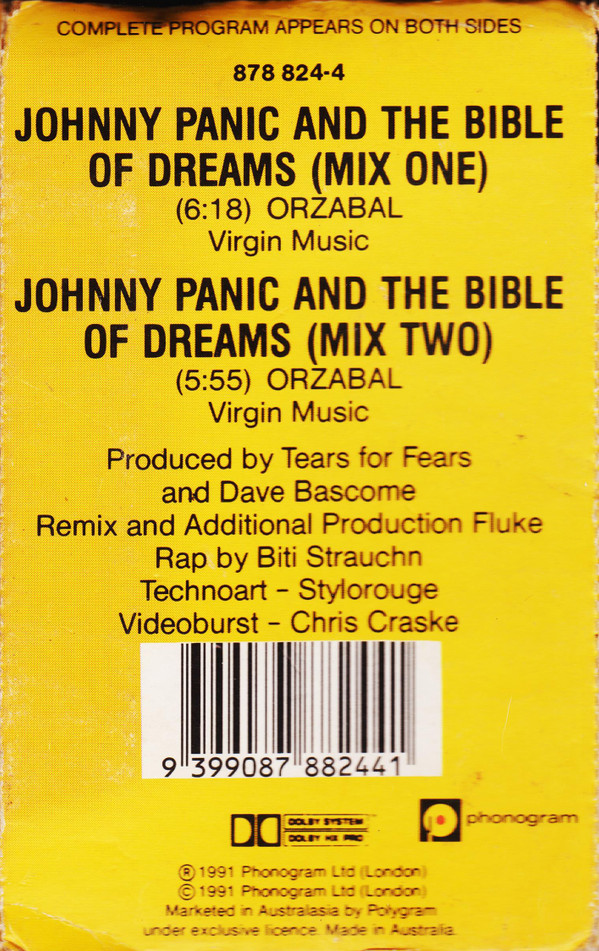 COMPLETE PROGRAM APPEARS ON BOTH SIDES
878 824-4
JOHNNY PANIC AND THE BIBLE
OF DREAMS (MIX ONE)
(6:18) ORZABAL
Virgin Music
JOHNNY PANIC AND THE BIBLE
OF DREAMS (MIX TWO)
(5:55) ORZABAL
Virgin Music
Produced by Tears for Fears
and Dave Bascome
Remix and Additional Production Fluke
Rap by Biti Strauchn
Technoart – Stylorouge
Videoburst – Chris Craske
9 399087 882441
DOLBY SYSTEM
DOLBY HX PRO
phonogram
Ⓟ 1991 Phonogram Ltd (London)
© 1991 Phonogram Ltd (London)
Marketed in Australasia by Polygram
under exclusive licence. Made in Australia.